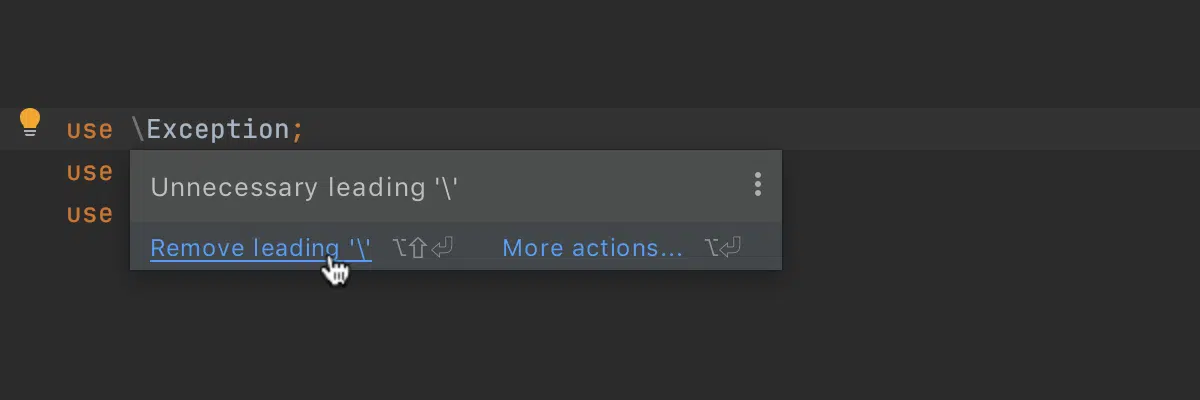 use \Exception;
use
Unnecessary leading '\'
use
Remove leading '\' ⌥⇧⏎ More actions... ⌥⏎